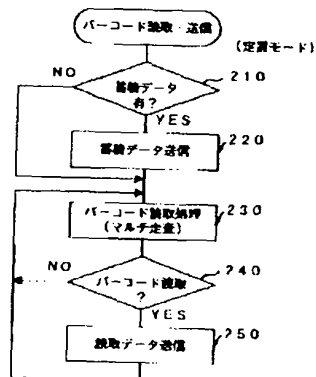 バーコード読取・送信
(定置モード)
210
NO
蓄積データ
有?
YES
220
蓄積データ送信
230
バーコード読取処理
(マルチ走査)
240
NO
バーコード読取
?
YES
250
読取データ送信